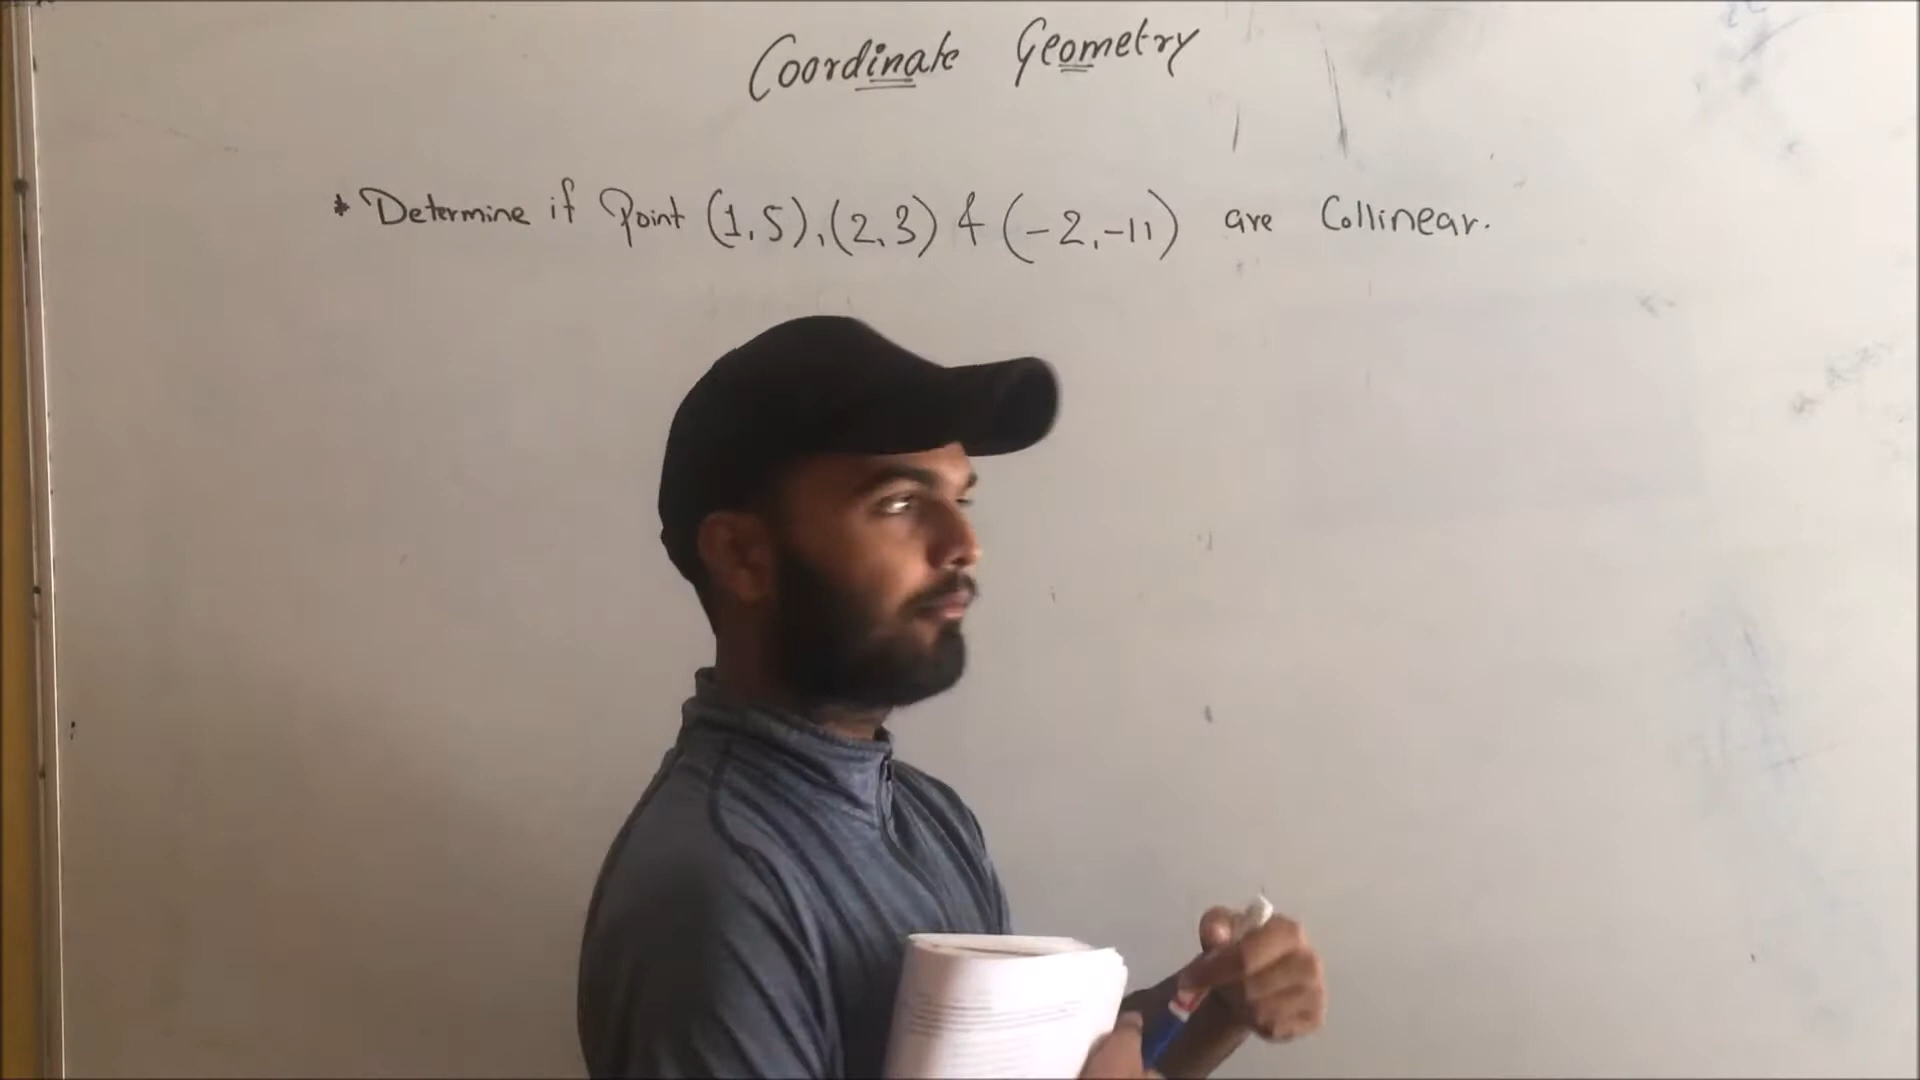 Coordinate Geometry
* Determine if Point (1,5),(2,3) & (-2,-11) are Collinear.